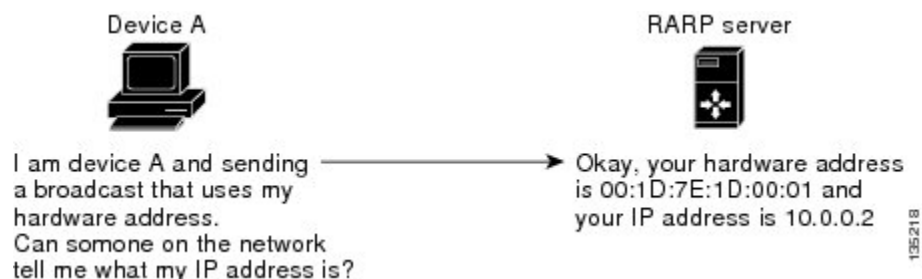 Device A
RARP server
I am device A and sending
a broadcast that uses my
hardware address.
Can somone on the network
tell me what my IP address is?
Okay, your hardware address
is 00:1D:7E:1D:00:01 and
your IP address is 10.0.0.2
135218